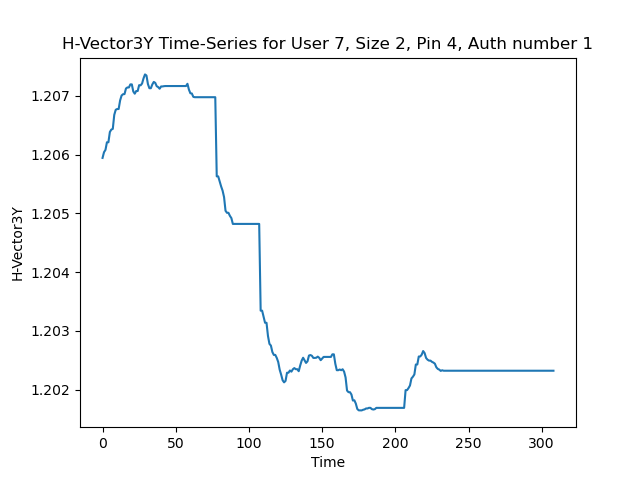 H-Vector3Y Time-Series for User 7, Size 2, Pin 4, Auth number 1
1.207
1.206
1.205
1.204
1.203
1.202
H-Vector3Y
0 50 100 150 200 250 300
Time